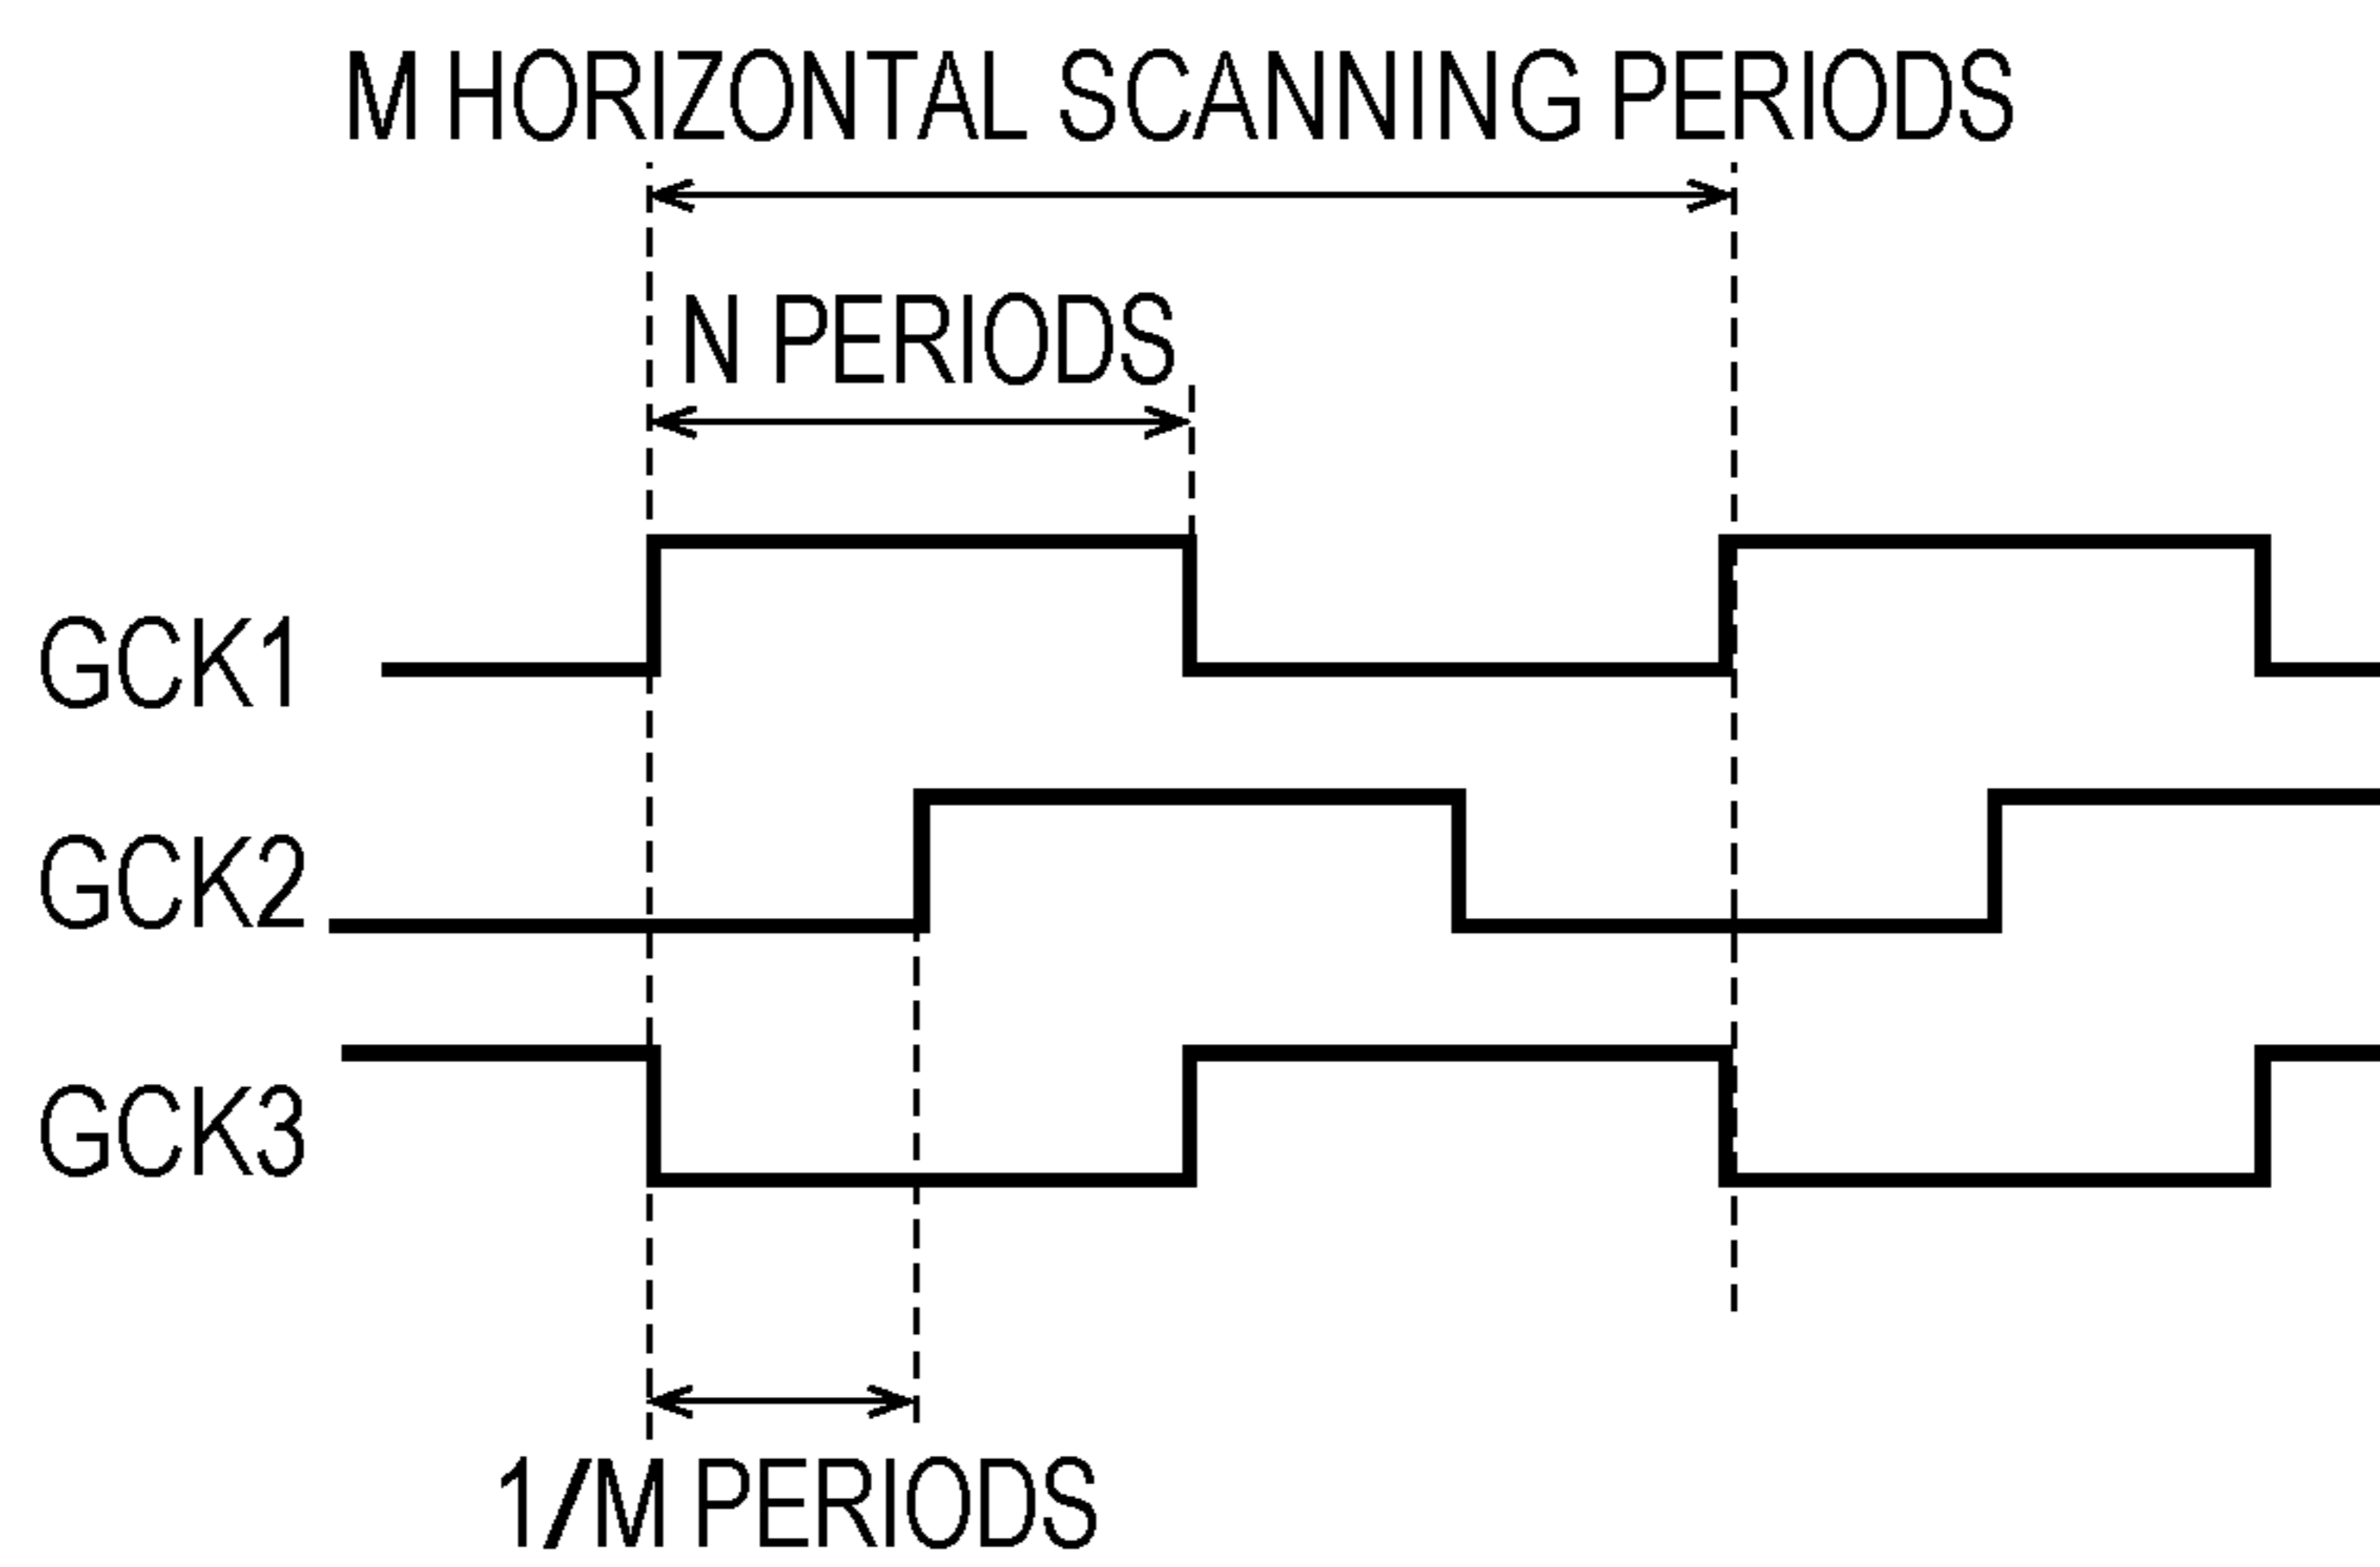 M HORIZONTAL SCANNING PERIODS
N PERIODS
GCK1
GCK2
GCK3
1/M PERIODS